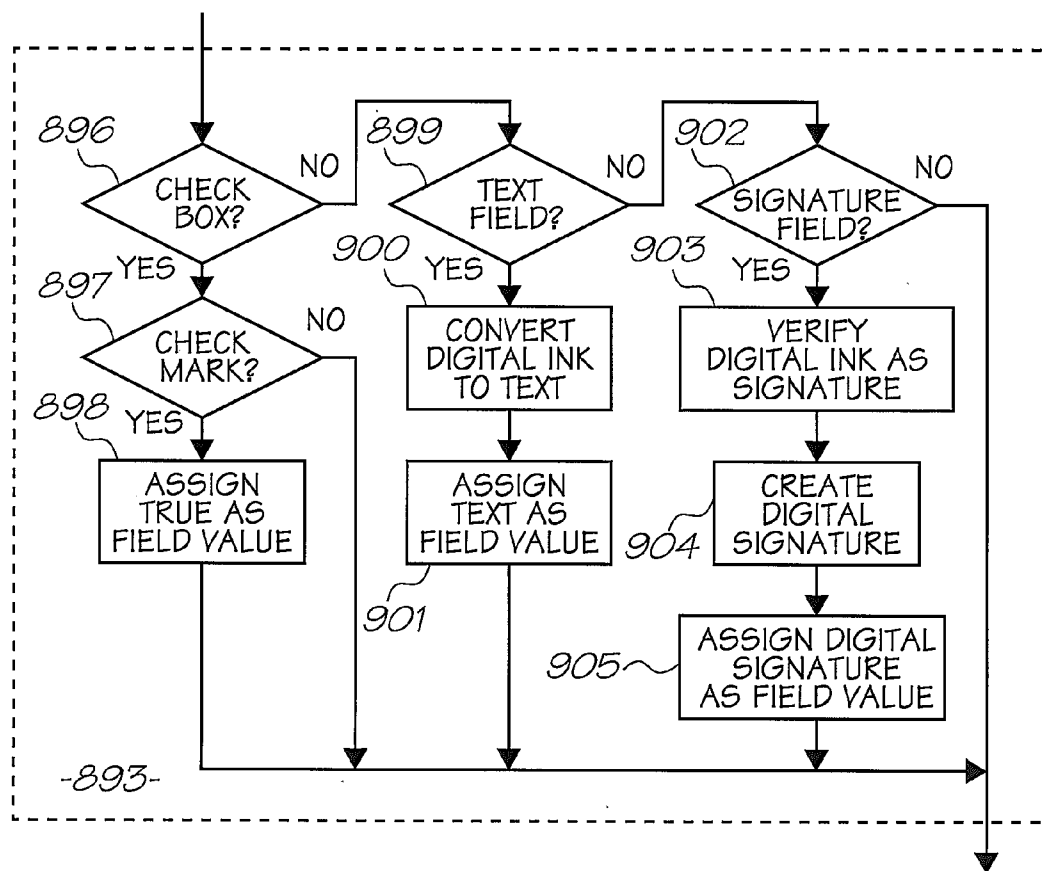 896
CHECK
BOX?
NO
YES
897
CHECK
MARK?
NO
YES
898
ASSIGN
TRUE AS
FIELD VALUE
899
TEXT
FIELD?
NO
YES
900
CONVERT
DIGITAL INK
TO TEXT
ASSIGN
TEXT AS
FIELD VALUE
901
902
SIGNATURE
FIELD?
NO
YES
903
VERIFY
DIGITAL INK AS
SIGNATURE
CREATE
DIGITAL
SIGNATURE
904
ASSIGN DIGITAL
SIGNATURE
AS FIELD VALUE
905
-893-